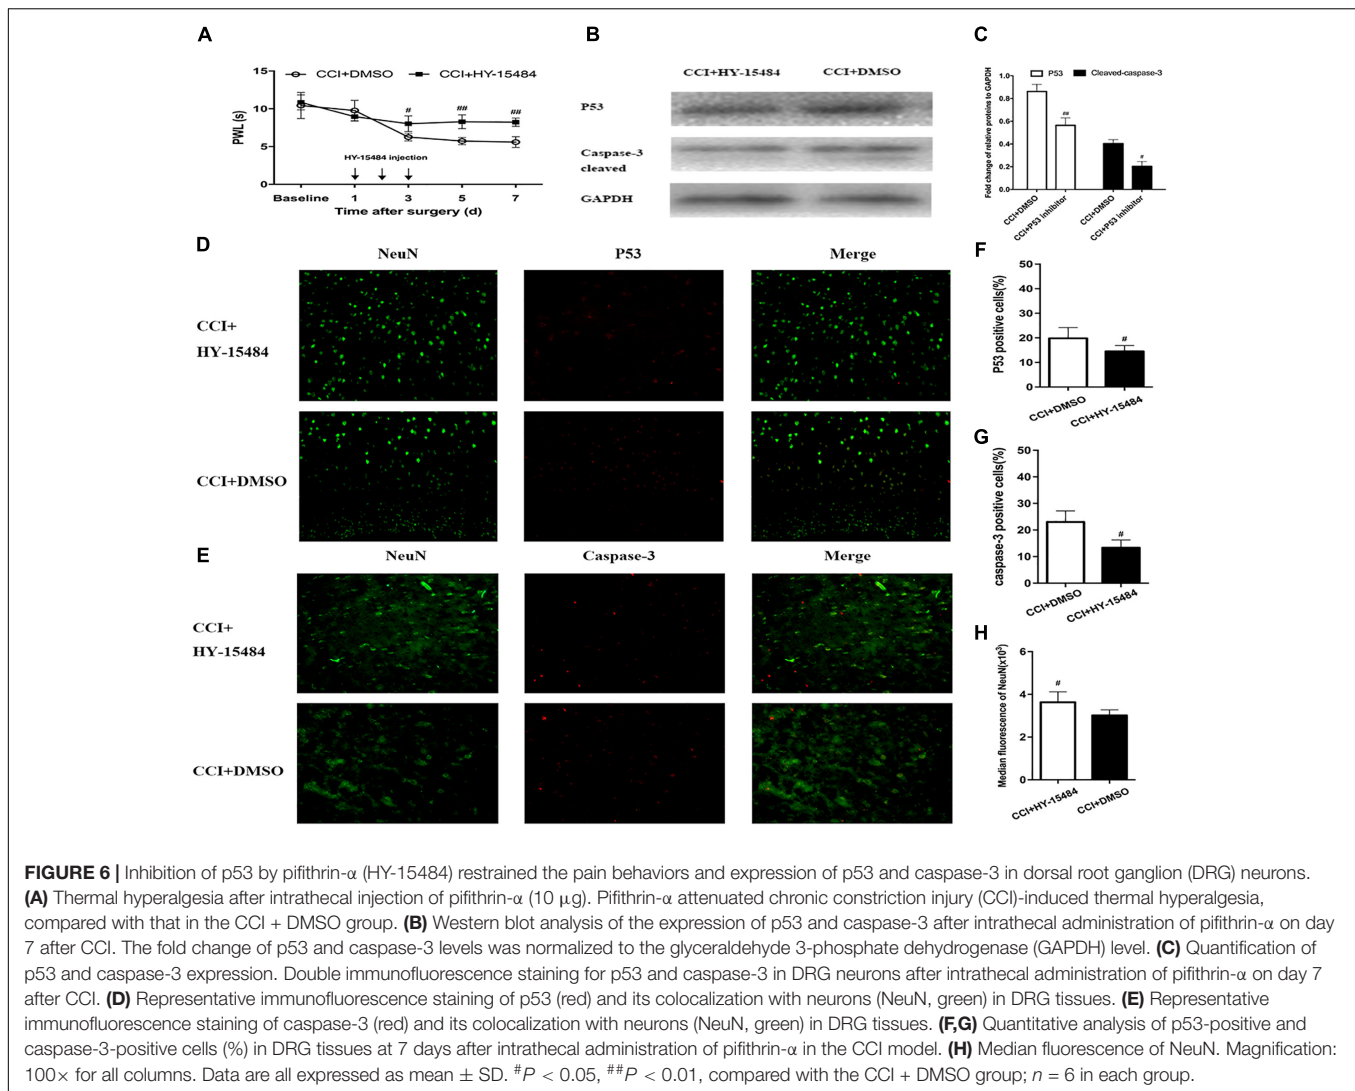 A
CCI+DMSO
CCI+HY-15484
PWL (s)
15
10
5
0
#
##
##
HY-15484 injection
Baseline
1
3
5
7
Time after surgery (d)
B
CCI+HY-15484
CCI+DMSO
P53
Caspase-3
cleaved
GAPDH
C
P53
Cleaved-caspase-3
Fold change of relative proteins to GAPDH
1.0
0.8
0.6
0.4
0.2
0.0
##
#
CCI+DMSO
CCI+P53 inhibitor
CCI+DMSO
CCI+P53 inhibitor
D
NeuN
P53
Merge
CCI+
HY-15484
CCI+DMSO
E
NeuN
Caspase-3
Merge
CCI+
HY-15484
CCI+DMSO
F
P53 positive cells(%)
50
40
30
20
10
0
#
CCI+DMSO
CCI+HY-15484
G
caspase-3 positive cells(%)
50
40
30
20
10
0
#
CCI+DMSO
CCI+HY-15484
H
Median fluorescence of NeuN(x10³)
6
4
2
0
#
CCI+HY-15484
CCI+DMSO
FIGURE 6 | Inhibition of p53 by pifithrin-α (HY-15484) restrained the pain behaviors and expression of p53 and caspase-3 in dorsal root ganglion (DRG) neurons.
(A) Thermal hyperalgesia after intrathecal injection of pifithrin-α (10 μg). Pifithrin-α attenuated chronic constriction injury (CCI)-induced thermal hyperalgesia,
compared with that in the CCI + DMSO group. (B) Western blot analysis of the expression of p53 and caspase-3 after intrathecal administration of pifithrin-α on day
7 after CCI. The fold change of p53 and caspase-3 levels was normalized to the glyceraldehyde 3-phosphate dehydrogenase (GAPDH) level. (C) Quantification of
p53 and caspase-3 expression. Double immunofluorescence staining for p53 and caspase-3 in DRG neurons after intrathecal administration of pifithrin-α on day 7
after CCI. (D) Representative immunofluorescence staining of p53 (red) and its colocalization with neurons (NeuN, green) in DRG tissues. (E) Representative
immunofluorescence staining of caspase-3 (red) and its colocalization with neurons (NeuN, green) in DRG tissues. (F,G) Quantitative analysis of p53-positive and
caspase-3-positive cells (%) in DRG tissues at 7 days after intrathecal administration of pifithrin-α in the CCI model. (H) Median fluorescence of NeuN. Magnification:
100× for all columns. Data are all expressed as mean ± SD. #P < 0.05, ##P < 0.01, compared with the CCI + DMSO group; n = 6 in each group.